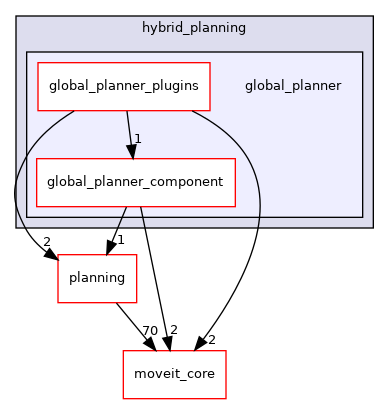 hybrid_planning
global_planner_plugins
global_planner
1
global_planner_component
2
1
planning
70
2
2
moveit_core